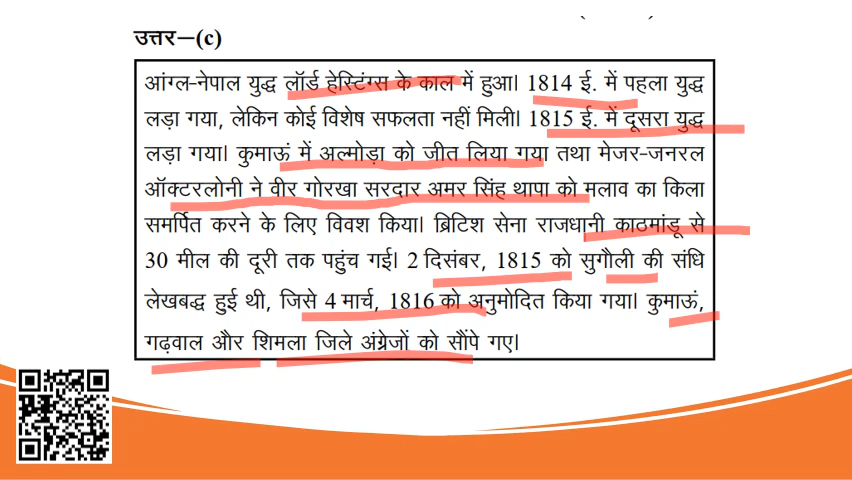 उत्तर—(c)
आंग्ल-नेपाल युद्ध लॉर्ड हेस्टिंग्स के काल में हुआ। 1814 ई. में पहला युद्ध
लड़ा गया, लेकिन कोई विशेष सफलता नहीं मिली। 1815 ई. में दूसरा युद्ध
लड़ा गया। कुमाऊं में अल्मोड़ा को जीत लिया गया तथा मेजर-जनरल
ऑक्टरलोनी ने वीर गोरखा सरदार अमर सिंह थापा को मलाव का किला
समर्पित करने के लिए विवश किया। ब्रिटिश सेना राजधानी काठमांडू से
30 मील की दूरी तक पहुंच गई। 2 दिसंबर, 1815 को सुगौली की संधि
लेखबद्ध हुई थी, जिसे 4 मार्च, 1816 को अनुमोदित किया गया। कुमाऊं,
गढ़वाल और शिमला जिले अंग्रेजों को सौंपे गए।